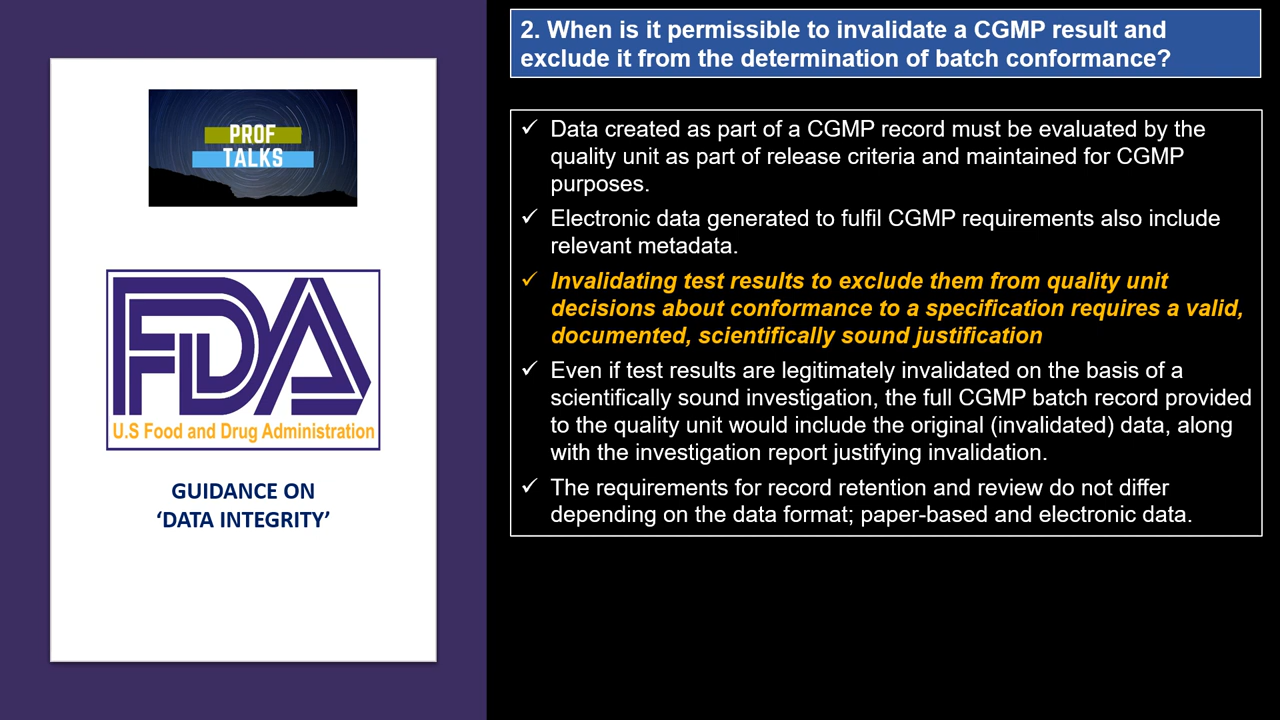 PROF
TALKS
FDA
U.S Food and Drug Administration
GUIDANCE ON
‘DATA INTEGRITY’
2. When is it permissible to invalidate a CGMP result and
exclude it from the determination of batch conformance?
✓ Data created as part of a CGMP record must be evaluated by the
quality unit as part of release criteria and maintained for CGMP
purposes.
✓ Electronic data generated to fulfil CGMP requirements also include
relevant metadata.
✓ Invalidating test results to exclude them from quality unit
decisions about conformance to a specification requires a valid,
documented, scientifically sound justification
✓ Even if test results are legitimately invalidated on the basis of a
scientifically sound investigation, the full CGMP batch record provided
to the quality unit would include the original (invalidated) data, along
with the investigation report justifying invalidation.
✓ The requirements for record retention and review do not differ
depending on the data format; paper-based and electronic data.